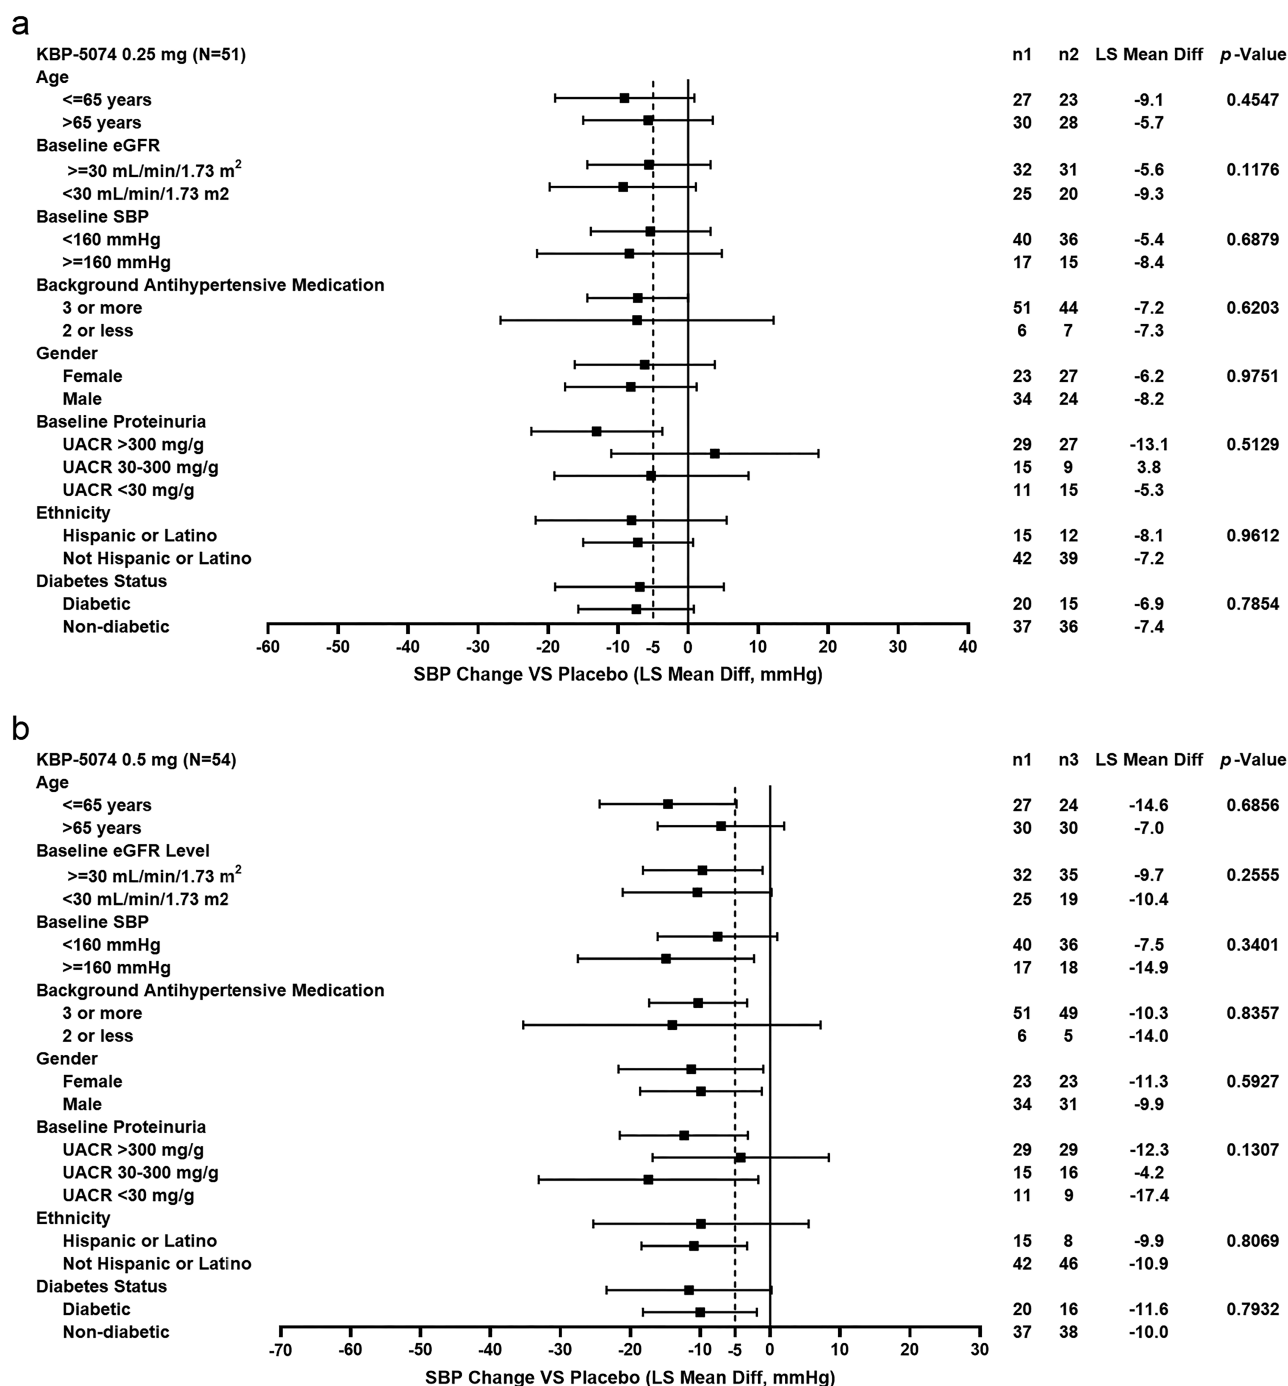 a
KBP-5074 0.25 mg (N=51) n1 n2 LS Mean Diff p-Value
Age
<=65 years 27 23 -9.1 0.4547
>65 years 30 28 -5.7
Baseline eGFR
>=30 mL/min/1.73 m² 32 31 -5.6 0.1176
<30 mL/min/1.73 m2 25 20 -9.3
Baseline SBP
<160 mmHg 40 36 -5.4 0.6879
>=160 mmHg 17 15 -8.4
Background Antihypertensive Medication
3 or more 51 44 -7.2 0.6203
2 or less 6 7 -7.3
Gender
Female 23 27 -6.2 0.9751
Male 34 24 -8.2
Baseline Proteinuria
UACR >300 mg/g 29 27 -13.1 0.5129
UACR 30-300 mg/g 15 9 3.8
UACR <30 mg/g 11 15 -5.3
Ethnicity
Hispanic or Latino 15 12 -8.1 0.9612
Not Hispanic or Latino 42 39 -7.2
Diabetes Status
Diabetic 20 15 -6.9 0.7854
Non-diabetic 37 36 -7.4
-60 -50 -40 -30 -20 -10 -5 0 10 20 30 40
SBP Change VS Placebo (LS Mean Diff, mmHg)
b
KBP-5074 0.5 mg (N=54) n1 n3 LS Mean Diff p-Value
Age
<=65 years 27 24 -14.6 0.6856
>65 years 30 30 -7.0
Baseline eGFR Level
>=30 mL/min/1.73 m² 32 35 -9.7 0.2555
<30 mL/min/1.73 m2 25 19 -10.4
Baseline SBP
<160 mmHg 40 36 -7.5 0.3401
>=160 mmHg 17 18 -14.9
Background Antihypertensive Medication
3 or more 51 49 -10.3 0.8357
2 or less 6 5 -14.0
Gender
Female 23 23 -11.3 0.5927
Male 34 31 -9.9
Baseline Proteinuria
UACR >300 mg/g 29 29 -12.3 0.1307
UACR 30-300 mg/g 15 16 -4.2
UACR <30 mg/g 11 9 -17.4
Ethnicity
Hispanic or Latino 15 8 -9.9 0.8069
Not Hispanic or Latino 42 46 -10.9
Diabetes Status
Diabetic 20 16 -11.6 0.7932
Non-diabetic 37 38 -10.0
-70 -60 -50 -40 -30 -20 -10 -5 0 10 20 30
SBP Change VS Placebo (LS Mean Diff, mmHg)